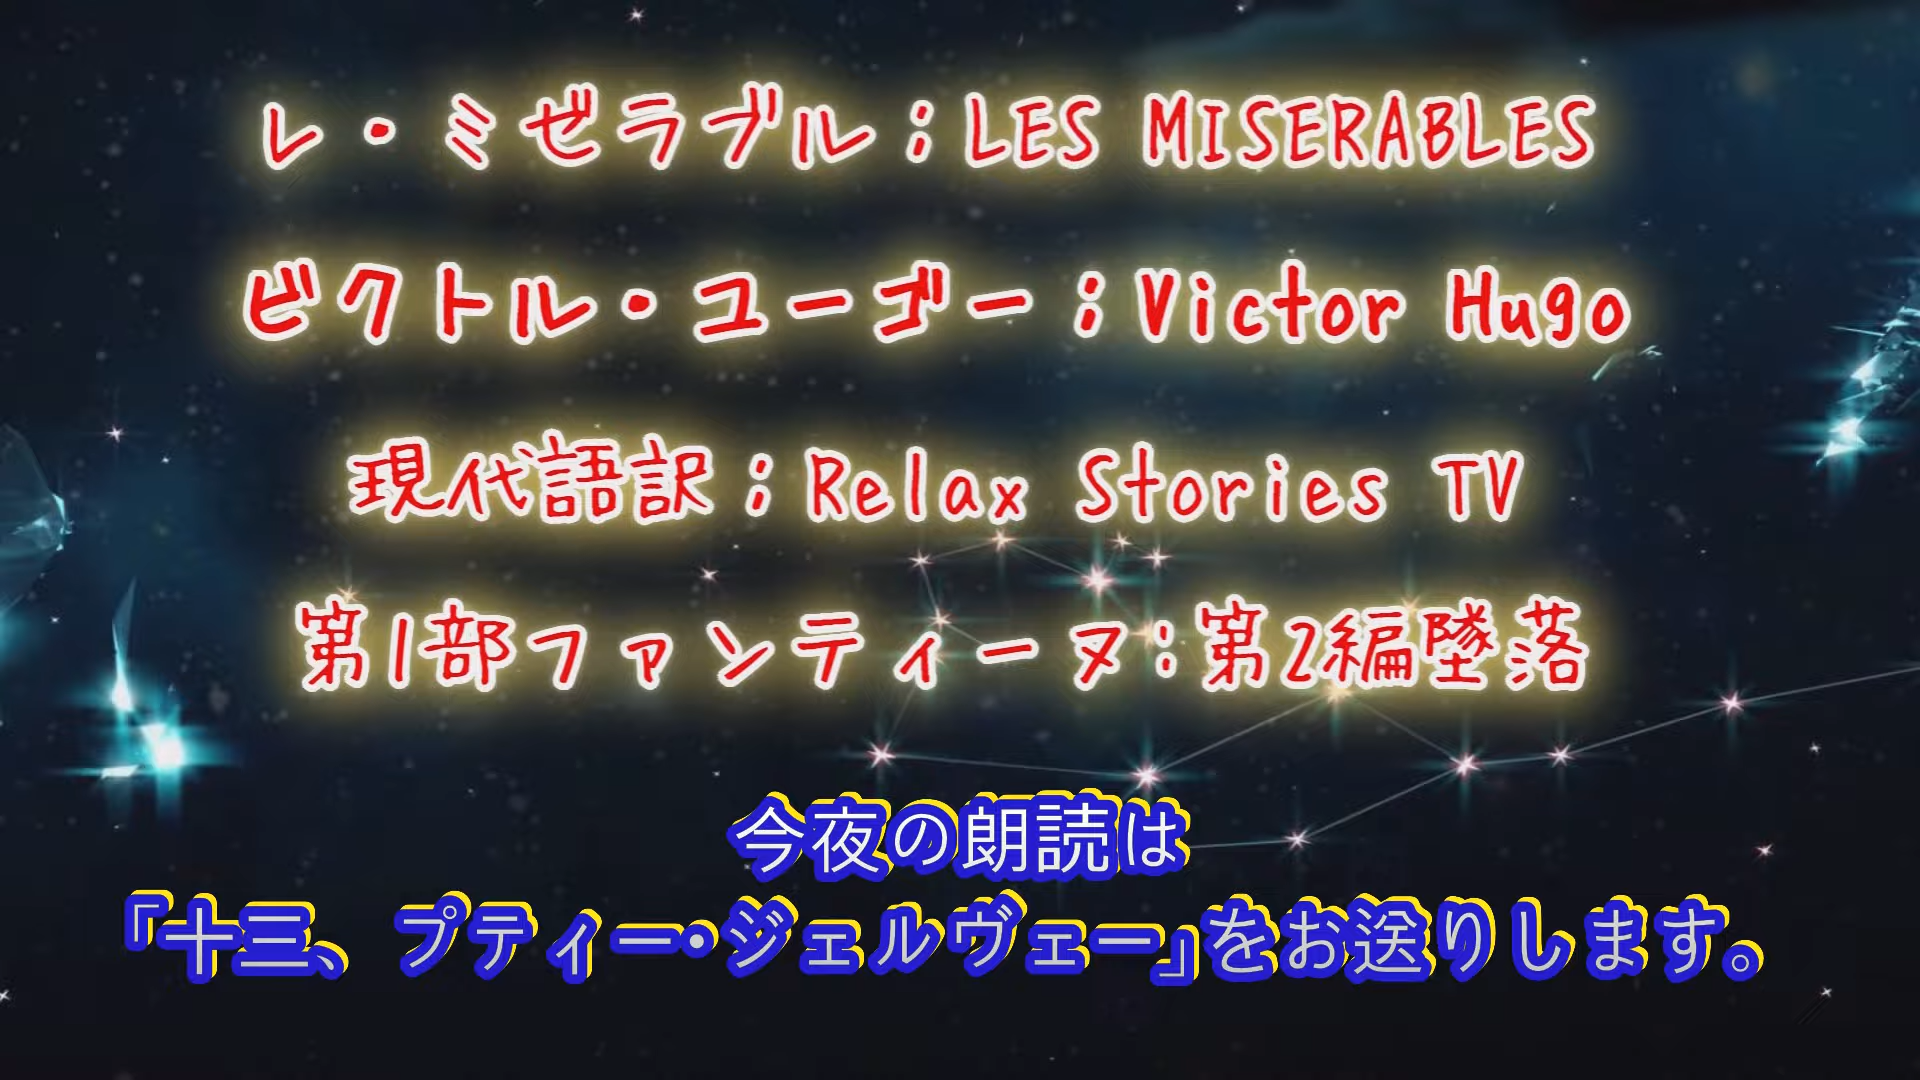 レ・ミゼラブル；LES MISERABLES
ビクトル・ユーゴー；Victor Hugo
現代語訳；Relax Stories TV
第1部ファンティーヌ：第2編墜落
今夜の朗読は
「十三、プティー・ジェルヴェー」をお送りします。